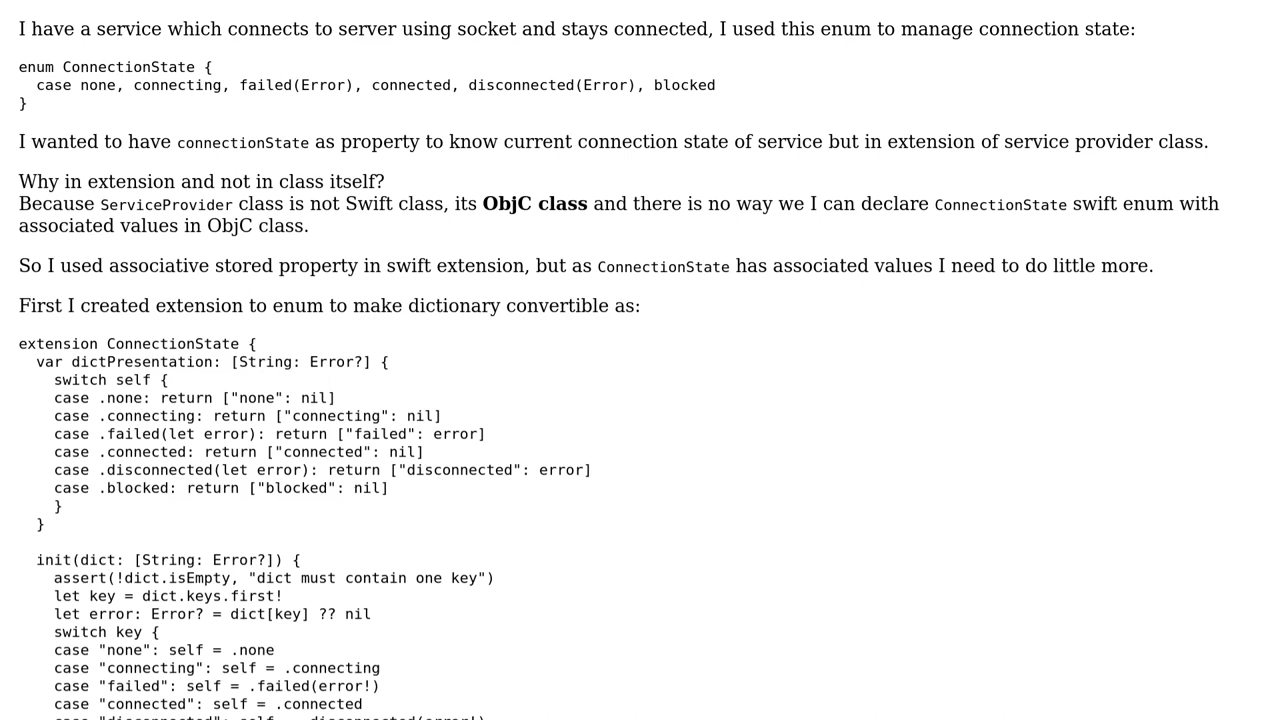 I have a service which connects to server using socket and stays connected, I used this enum to manage connection state:
enum ConnectionState {
  case none, connecting, failed(Error), connected, disconnected(Error), blocked
}
I wanted to have connectionState as property to know current connection state of service but in extension of service provider class.
Why in extension and not in class itself?
Because ServiceProvider class is not Swift class, its ObjC class and there is no way we I can declare ConnectionState swift enum with
associated values in ObjC class.
So I used associative stored property in swift extension, but as ConnectionState has associated values I need to do little more.
First I created extension to enum to make dictionary convertible as:
extension ConnectionState {
  var dictPresentation: [String: Error?] {
    switch self {
    case .none: return ["none": nil]
    case .connecting: return ["connecting": nil]
    case .failed(let error): return ["failed": error]
    case .connected: return ["connected": nil]
    case .disconnected(let error): return ["disconnected": error]
    case .blocked: return ["blocked": nil]
    }
  }
  init(dict: [String: Error?]) {
    assert(!dict.isEmpty, "dict must contain one key")
    let key = dict.keys.first!
    let error: Error? = dict[key] ?? nil
    switch key {
    case "none": self = .none
    case "connecting": self = .connecting
    case "failed": self = .failed(error!)
    case "connected": self = .connected
    case "disconnected": self = .disconnected(error!)